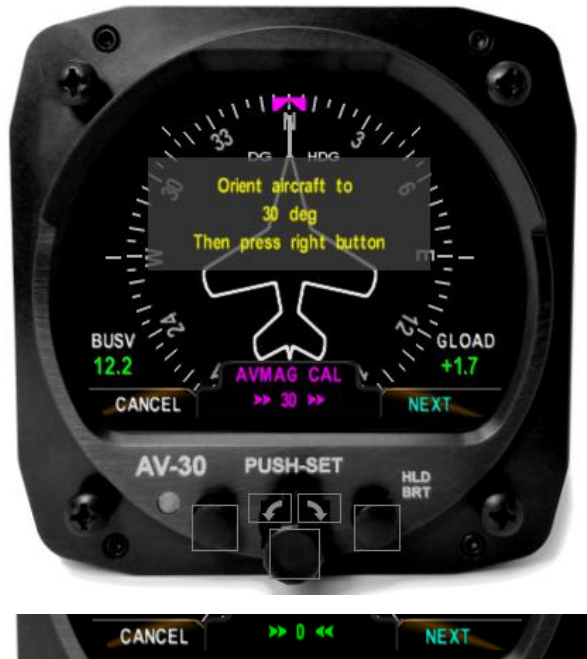 N
33
3
DG
HDG
30
6
Orient aircraft to
30 deg
Then press right button
W
E
24
12
BUSV
12.2
GLOAD
+1.7
AVMAG CAL
>> 30 >>
CANCEL
NEXT
AV-30
PUSH-SET
HLD
BRT
CANCEL
>> 0 <<
NEXT